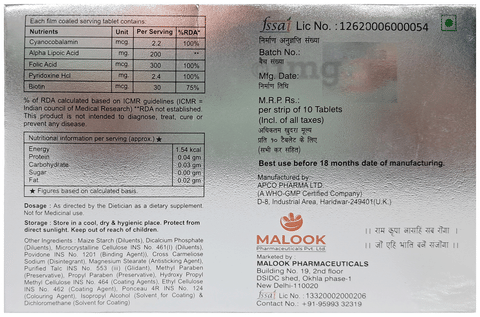 Each film coated serving tablet contains:
Nutrients Unit Per Serving %RDA*
Cyanocobalamin mcg 2.2 100%
Alpha Lipoic Acid mg. 200 **
Folic Acid mcg 300 100%
Pyridoxine Hcl mg. 2.4 100%
Biotin mcg 30 75%
% of RDA calculated based on ICMR guidelines (ICMR =
Indian council of Medical Research) **RDA not established.
This product is not intended to diagnose, treat, cure or
prevent any disease.
Nutritional information per serving (approx.)★
Energy 1.54 kcal
Protein 0.04 gm
Carbohydrate 0.03 gm
Sugar 0.00 gm
Fat 0.02 gm
★ Figures based on calculated basis.
Dosage : As directed by the Dietician as a dietary supplement
Not for Medicinal use.
Storage : Store in a cool, dry & hygiene place. Protect from
direct sunlight. Keep out of reach of children.
Other Ingredients : Maize Starch (Diluents), Dicalcium Phosphate
(Diluents), Microcrystalline Cellulose INS No. 461(I) (Diluents),
Povidone INS No. 1201 (Binding Agent)), Cross Carmellose
Sodium (Disintegrant), Magnesium Stearate (Antisticking Agent),
Purified Talc INS No. 553 (iii) (Glidant), Methyl Paraben
(Preservative), Propyl Paraben (Preservative), Hydroxy Propyl
Methyl Cellulose INS No. 464 (Coating Agents), Ethyl Cellulose
INS No. 462 (Coating Agent), Ponceau 4R INS No. 124
(Colouring Agent), Isopropyl Alcohol (Solvent for Coating) &
Dichloromethane (Solvent for Coating)
fssai Lic No. :12620006000054
निर्माण अनुज्ञप्ति संख्या
Batch No.:
बैच संख्या
Mfg. Date:
निर्माण तिथि
M.R.P. Rs:
per strip of 10 Tablets
(Incl. of all taxes)
अधिकतम खुदरा मूल्य
प्रति १० टैबलेट के लिए
(सभी कर सहित)
Best use before 18 months date of manufacturing.
Manufactured by
APCO PHARMA LTD
(A WHO-GMP Certified Company)
D-8, Industrial Area, Haridwar-249401(U.K.)
MALOOK
Pharmaceuticals Pvt. Ltd.
।। राम कृपा नासहि सब रोगा ।
। जौं एहि भाँति बनै संजोगा ।।
Marketed by
MALOOK PHARMACEUTICALS
Building No. 19, 2nd floor
DSIDC shed, Okhla phase-1
New Delhi-110020
fssai Lic No. : 13320002000206
Contact No.: +91-95993 32319